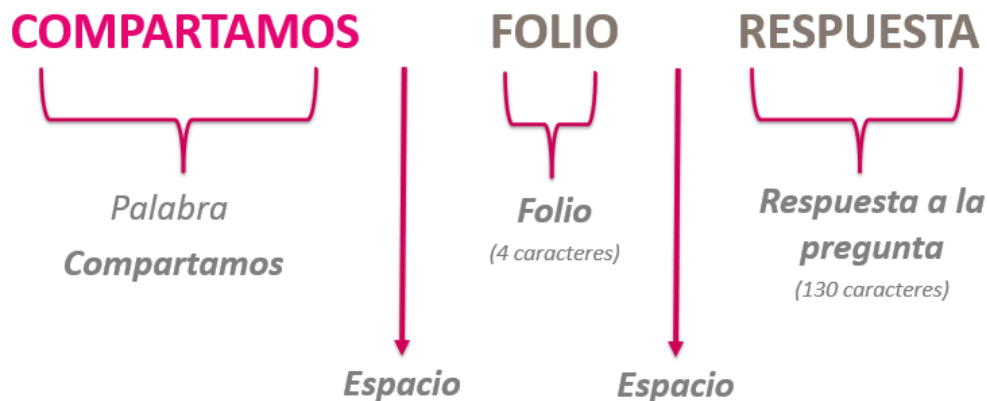 COMPARTAMOS FOLIO RESPUESTA
Palabra
Compartamos
Folio
(4 caracteres)
Respuesta a la
pregunta
(130 caracteres)
Espacio Espacio